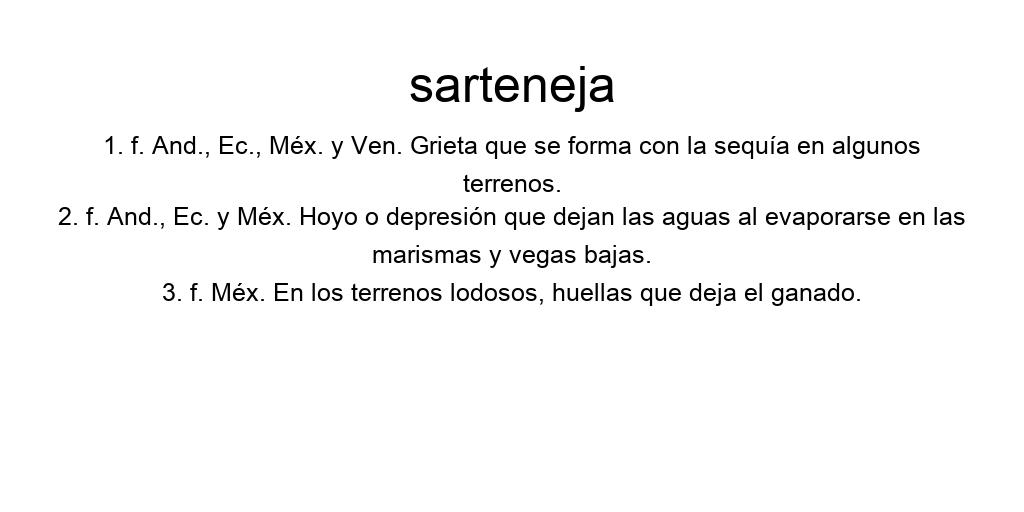 sarteneja
1. f. And., Ec., Méx. y Ven. Grieta que se forma con la sequía en algunos
terrenos.
2. f. And., Ec. y Méx. Hoyo o depresión que dejan las aguas al evaporarse en las
marismas y vegas bajas.
3. f. Méx. En los terrenos lodosos, huellas que deja el ganado.